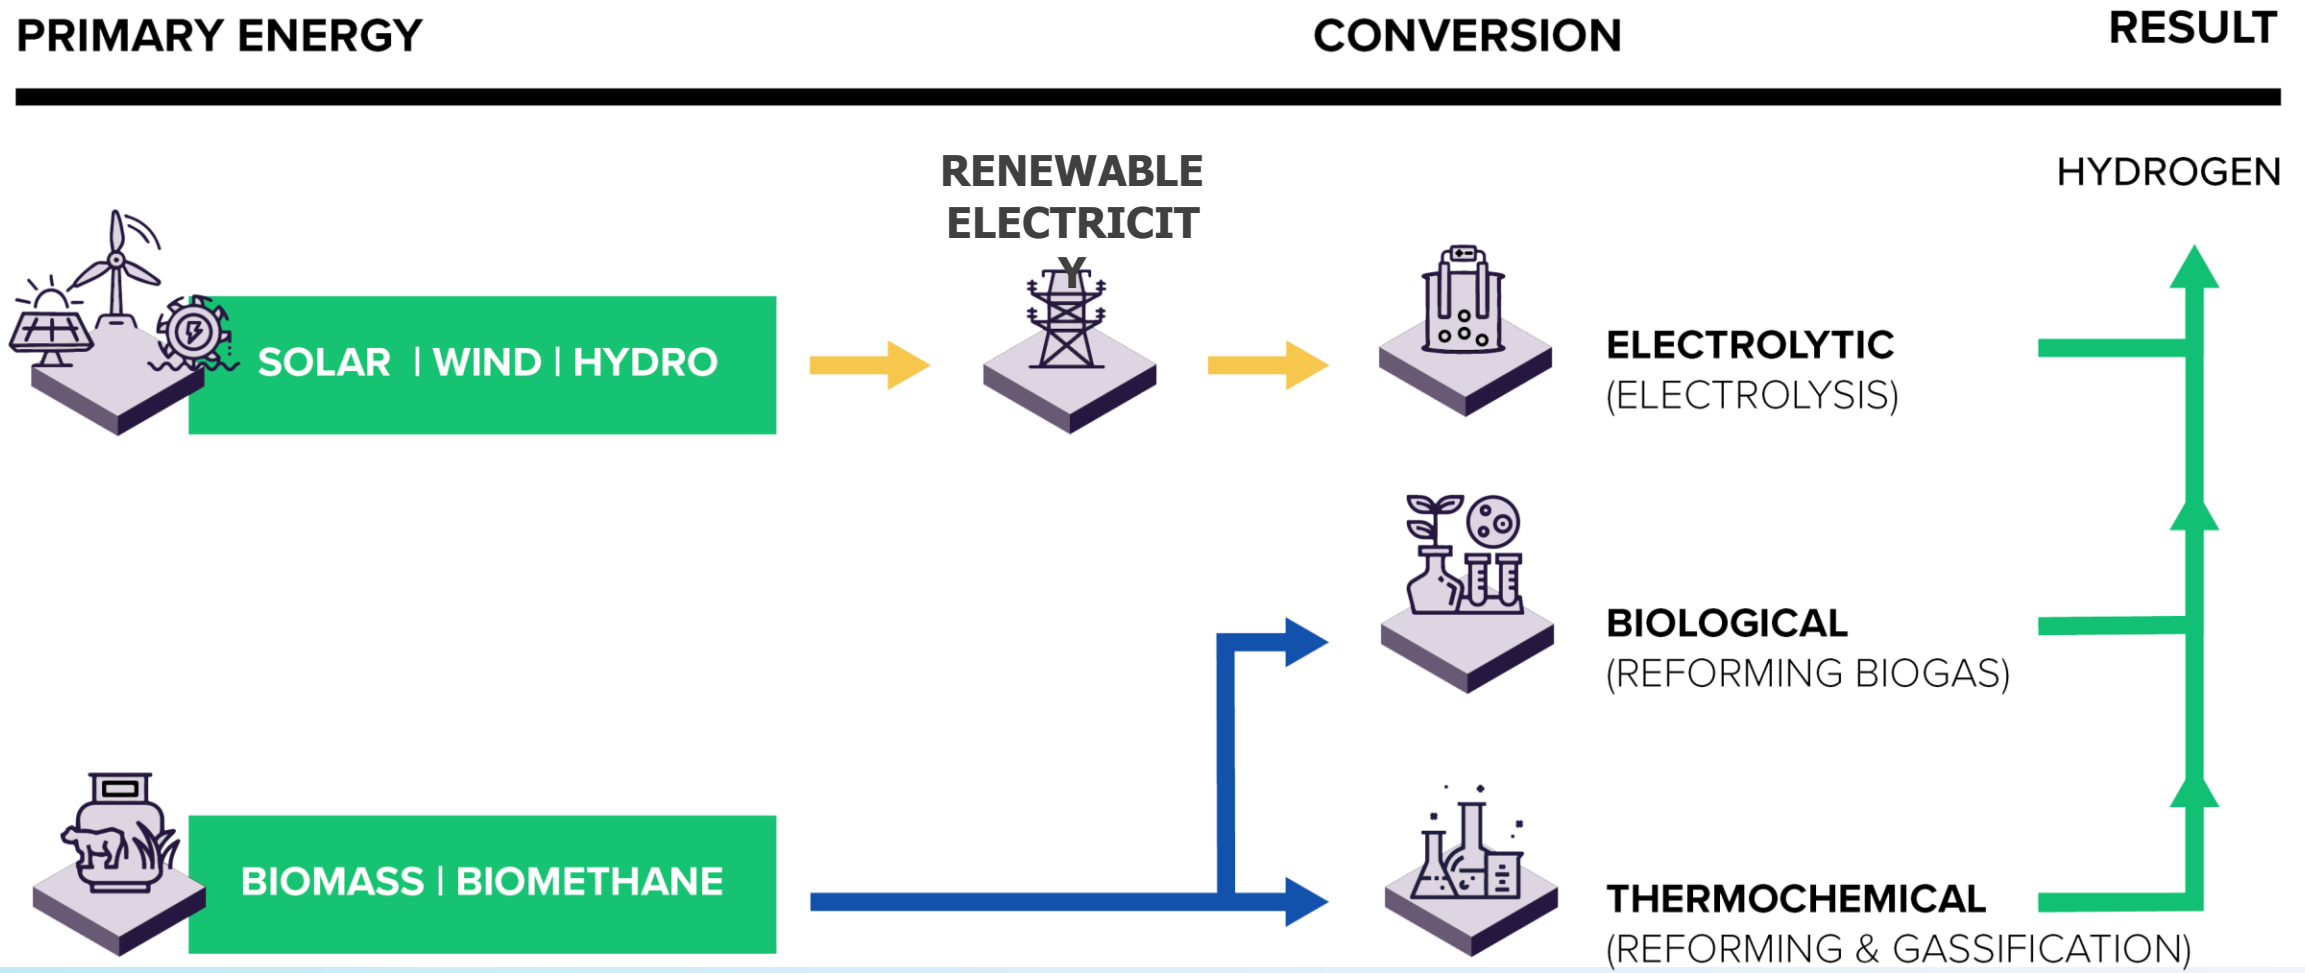 PRIMARY ENERGY
CONVERSION
RESULT
RENEWABLE
ELECTRICIT
Y
HYDROGEN
SOLAR | WIND | HYDRO
ELECTROLYTIC
(ELECTROLYSIS)
BIOLOGICAL
(REFORMING BIOGAS)
BIOMASS | BIOMETHANE
THERMOCHEMICAL
(REFORMING & GASSIFICATION)